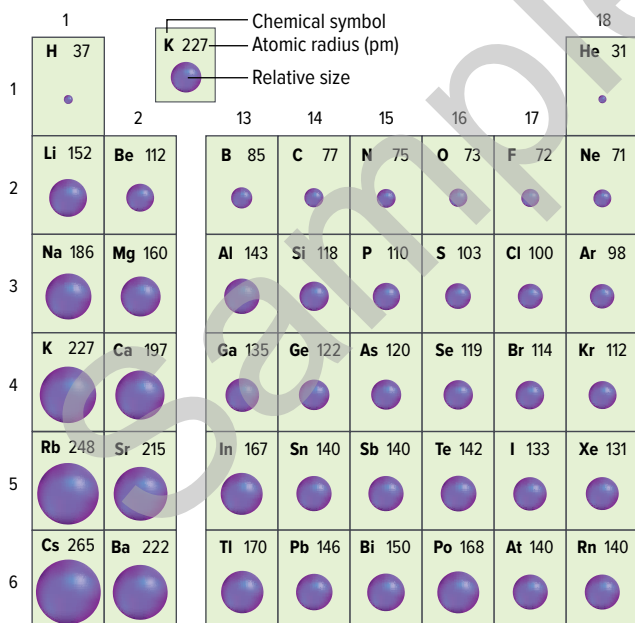 1
18
Chemical symbol
K 227
Atomic radius (pm)
Relative size
H 37
He 31
1
2
13
14
15
16
17
Li 152
Be 112
B 85
C 77
N 75
O 73
F 72
Ne 71
2
Na 186
Mg 160
Al 143
Si 118
P 110
S 103
Cl 100
Ar 98
3
K 227
Ca 197
Ga 135
Ge 122
As 120
Se 119
Br 114
Kr 112
4
Rb 248
Sr 215
In 167
Sn 140
Sb 140
Te 142
I 133
Xe 131
5
Cs 265
Ba 222
Tl 170
Pb 146
Bi 150
Po 168
At 140
Rn 140
6
Sample